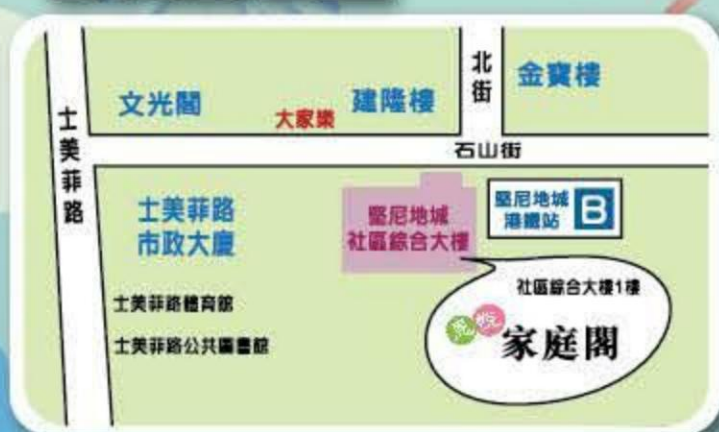 士美菲路
文光閣
大家樂
建隆樓
北街
金寶樓
石山街
士美菲路
市政大廈
士美菲路體育館
士美菲路公共圖書館
堅尼地城
社區綜合大樓
堅尼地城
港鐵站
B
社區綜合大樓1樓
家庭閣